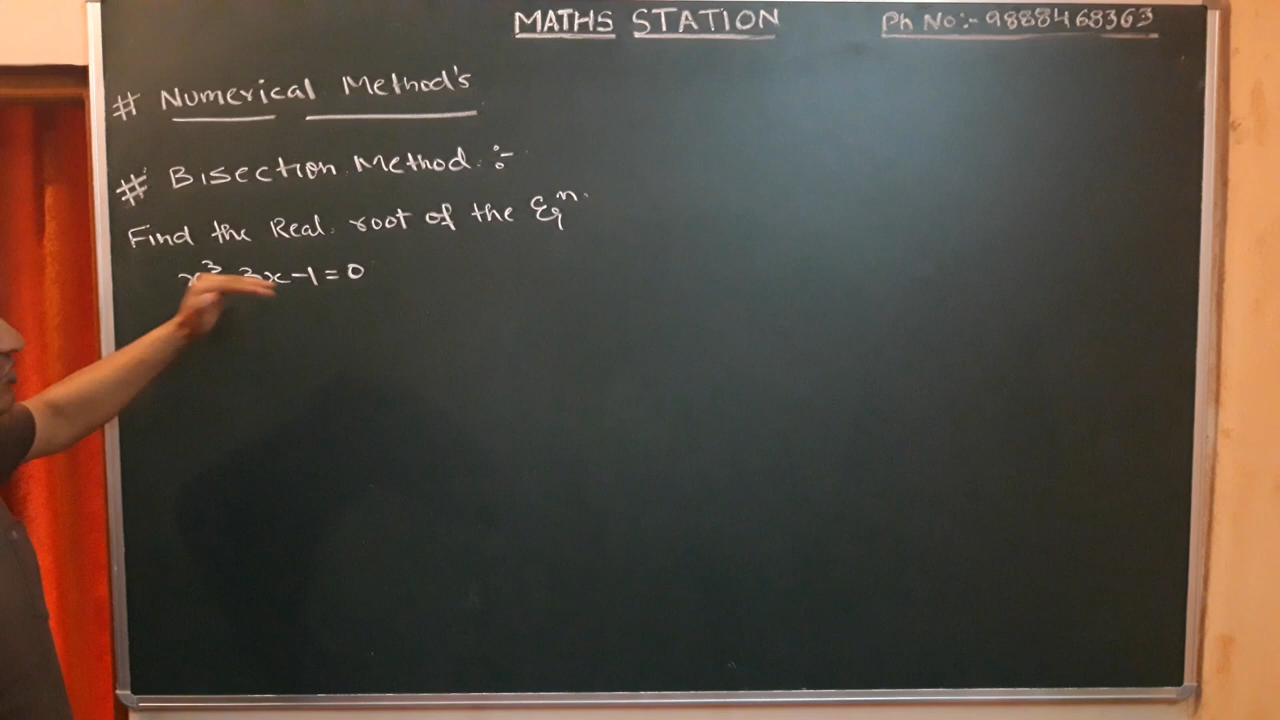 MATHS STATION
Ph No:- 9888468363
# Numerical Method's
# Bisection Method :-
Find the Real root of the Eqⁿ.
x³ 3x-1=0